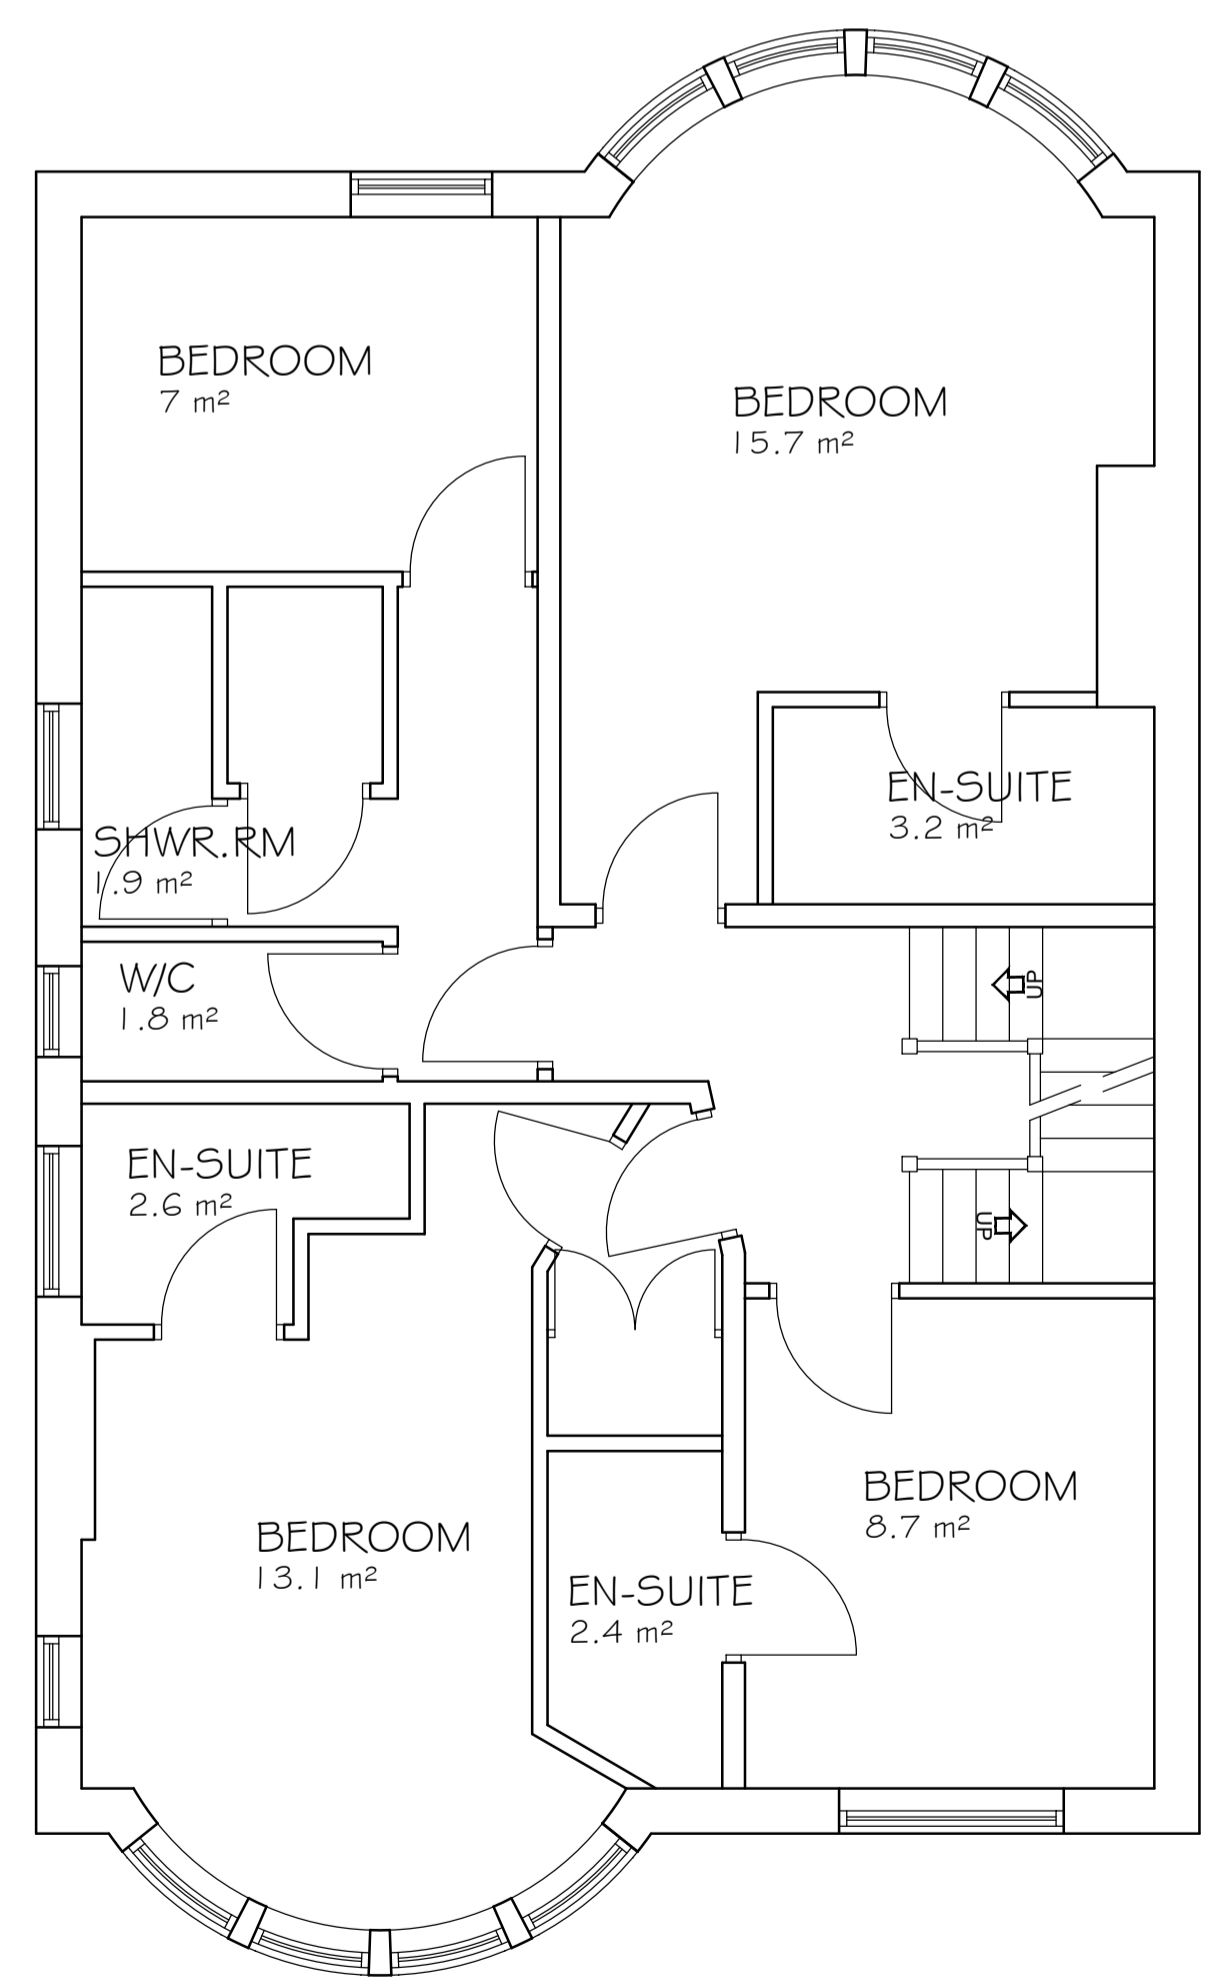 BEDROOM
7 m²
BEDROOM
15.7 m²
EN-SUITE
3.2 m²
SHWR.RM
1.9 m²
W/C
1.8 m²
UP
EN-SUITE
2.6 m²
UP
BEDROOM
8.7 m²
BEDROOM
13.1 m²
EN-SUITE
2.4 m²